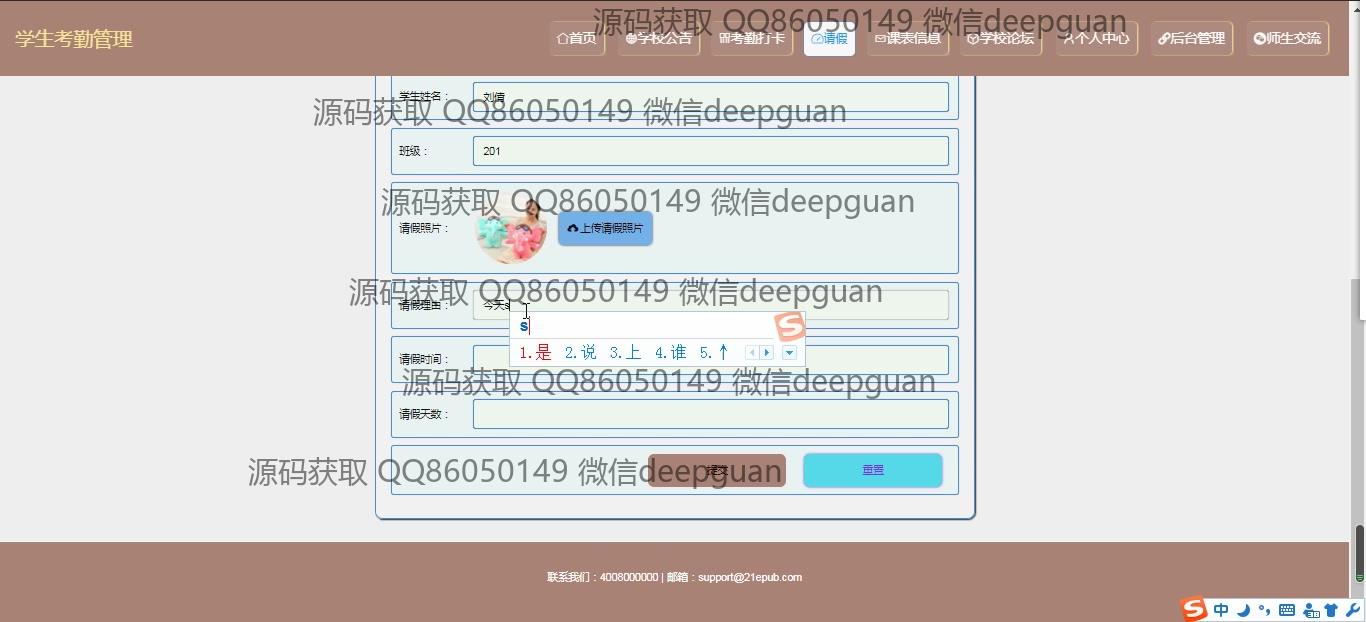 源码获取 QQ86050149 微信deepguan
学生考勤管理
首页 学校公告 考勤打卡 请假 课表信息 学校论坛 个人中心 后台管理 师生交流
学生姓名： 刘倩
源码获取 QQ86050149 微信deepguan
班级： 201
源码获取 QQ86050149 微信deepguan
请假照片： 上传请假照片
源码获取 QQ86050149 微信deepguan
请假理由： 今天s
s
1.是 2.说 3.上 4.谁 5.↑
请假时间：
源码获取 QQ86050149 微信deepguan
请假天数：
源码获取 QQ86050149 微信deepguan
提交 重置
联系我们：4008000000 | 邮箱：support@21epub.com
S 中